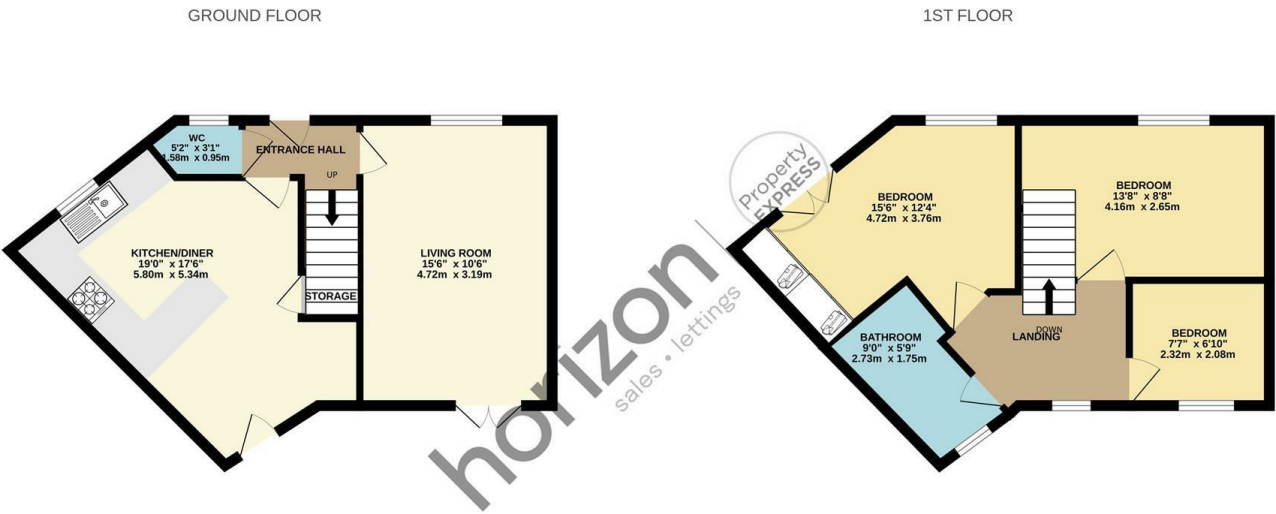 GROUND FLOOR
WC
5'2" x 3'1"
1.58m x 0.95m
ENTRANCE HALL
UP
KITCHEN/DINER
19'0" x 17'6"
5.80m x 5.34m
STORAGE
LIVING ROOM
15'6" x 10'6"
4.72m x 3.19m
1ST FLOOR
BEDROOM
15'6" x 12'4"
4.72m x 3.76m
BEDROOM
13'8" x 8'8"
4.16m x 2.65m
BATHROOM
9'0" x 5'9"
2.73m x 1.75m
DOWN
LANDING
BEDROOM
7'7" x 6'10"
2.32m x 2.08m
Property
EXPRESS
horizon
sales • lettings